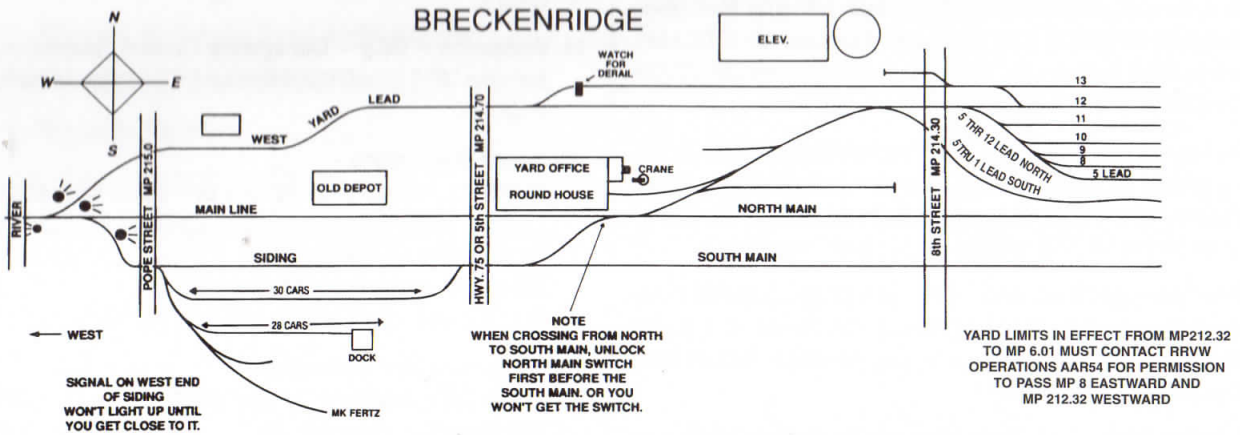 BRECKENRIDGE
N
W
E
S
ELEV.
WATCH
FOR
DERAIL
WEST YARD LEAD
13
12
11
10
9
8
5 LEAD
5 THR 12 LEAD NORTH
5 TRU 1 LEAD SOUTH
RIVER
POPE STREET MP 215.0
HWY. 75 OR 5th STREET MP 214.70
8th STREET MP 214.30
OLD DEPOT
YARD OFFICE
ROUND HOUSE
CRANE
MAIN LINE
NORTH MAIN
SIDING
SOUTH MAIN
30 CARS
28 CARS
DOCK
MK FERTZ
WEST
SIGNAL ON WEST END
OF SIDING
WON'T LIGHT UP UNTIL
YOU GET CLOSE TO IT.
NOTE
WHEN CROSSING FROM NORTH
TO SOUTH MAIN, UNLOCK
NORTH MAIN SWITCH
FIRST BEFORE THE
SOUTH MAIN. OR YOU
WON'T GET THE SWITCH.
YARD LIMITS IN EFFECT FROM MP212.32
TO MP 6.01 MUST CONTACT RRVW
OPERATIONS AAR54 FOR PERMISSION
TO PASS MP 8 EASTWARD AND
MP 212.32 WESTWARD